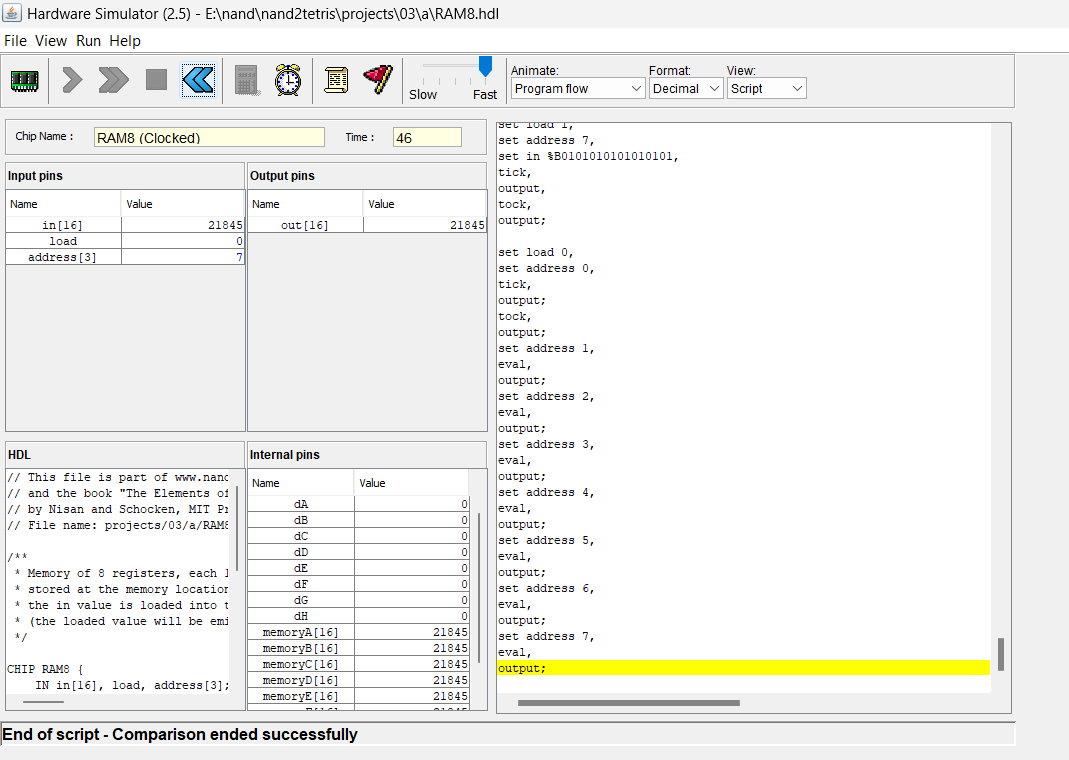 Hardware Simulator (2.5) - E:\nand\nand2tetris\projects\03\a\RAM8.hdl
File View Run Help
Slow Fast
Animate:
Program flow
Format:
Decimal
View:
Script
Chip Name :
RAM8 (Clocked)
Time :
46
Input pins
Name Value
in[16] 21845
load 0
address[3] 7
Output pins
Name Value
out[16] 21845
HDL
// This file is part of www.nand
// and the book "The Elements of
// by Nisan and Schocken, MIT Pr
// File name: projects/03/a/RAM8
/**
* Memory of 8 registers, each 1
* stored at the memory location
* the in value is loaded into t
* (the loaded value will be emi
*/
CHIP RAM8 {
IN in[16], load, address[3];
Internal pins
Name Value
dA 0
dB 0
dC 0
dD 0
dE 0
dF 0
dG 0
dH 0
memoryA[16] 21845
memoryB[16] 21845
memoryC[16] 21845
memoryD[16] 21845
memoryE[16] 21845
set load 1,
set address 7,
set in %B0101010101010101,
tick,
output,
tock,
output;
set load 0,
set address 0,
tick,
output;
tock,
output;
set address 1,
eval,
output;
set address 2,
eval,
output;
set address 3,
eval,
output;
set address 4,
eval,
output;
set address 5,
eval,
output;
set address 6,
eval,
output;
set address 7,
eval,
output;
End of script - Comparison ended successfully